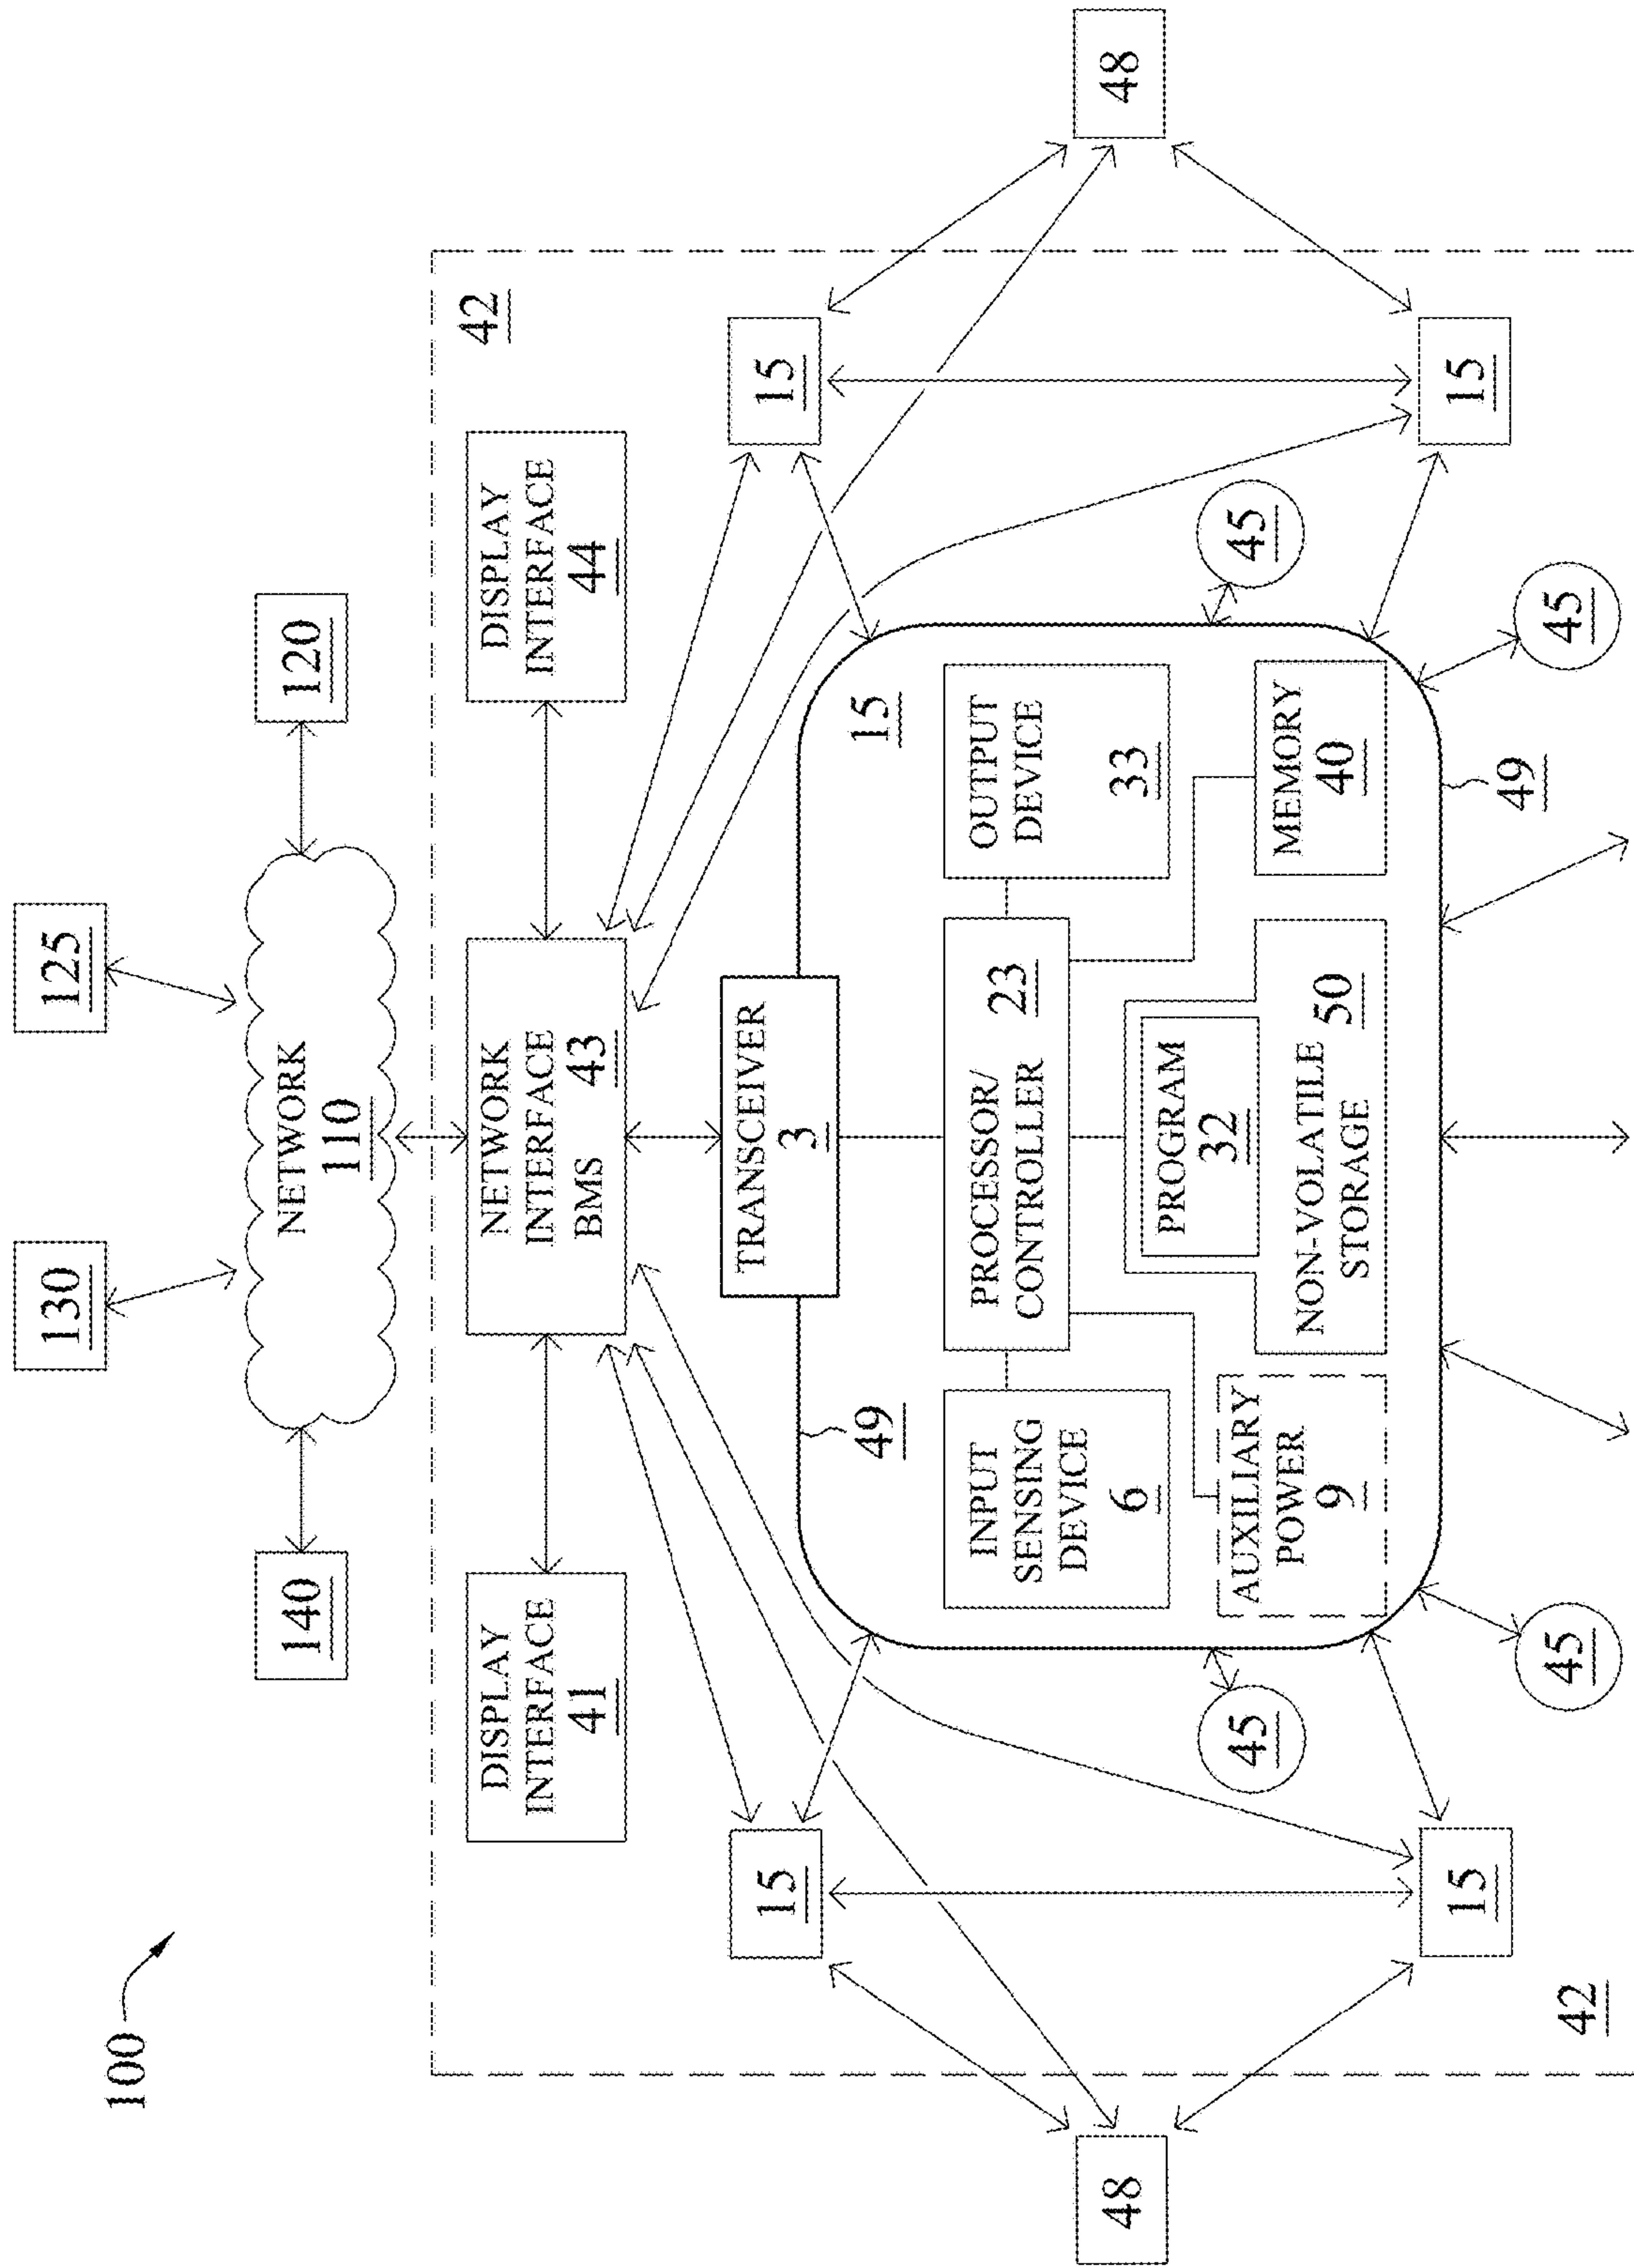 100
130
125
140
NETWORK
110
120
42
DISPLAY
INTERFACE
41
NETWORK
INTERFACE
43
BMS
DISPLAY
INTERFACE
44
TRANSCEIVER
3
15
15
49
15
INPUT
SENSING
DEVICE
6
PROCESSOR/
CONTROLLER
23
OUTPUT
DEVICE
33
48
48
AUXILIARY
POWER
9
PROGRAM
32
NON-VOLATILE
STORAGE
50
MEMORY
40
45
45
15
15
45
45
49
42